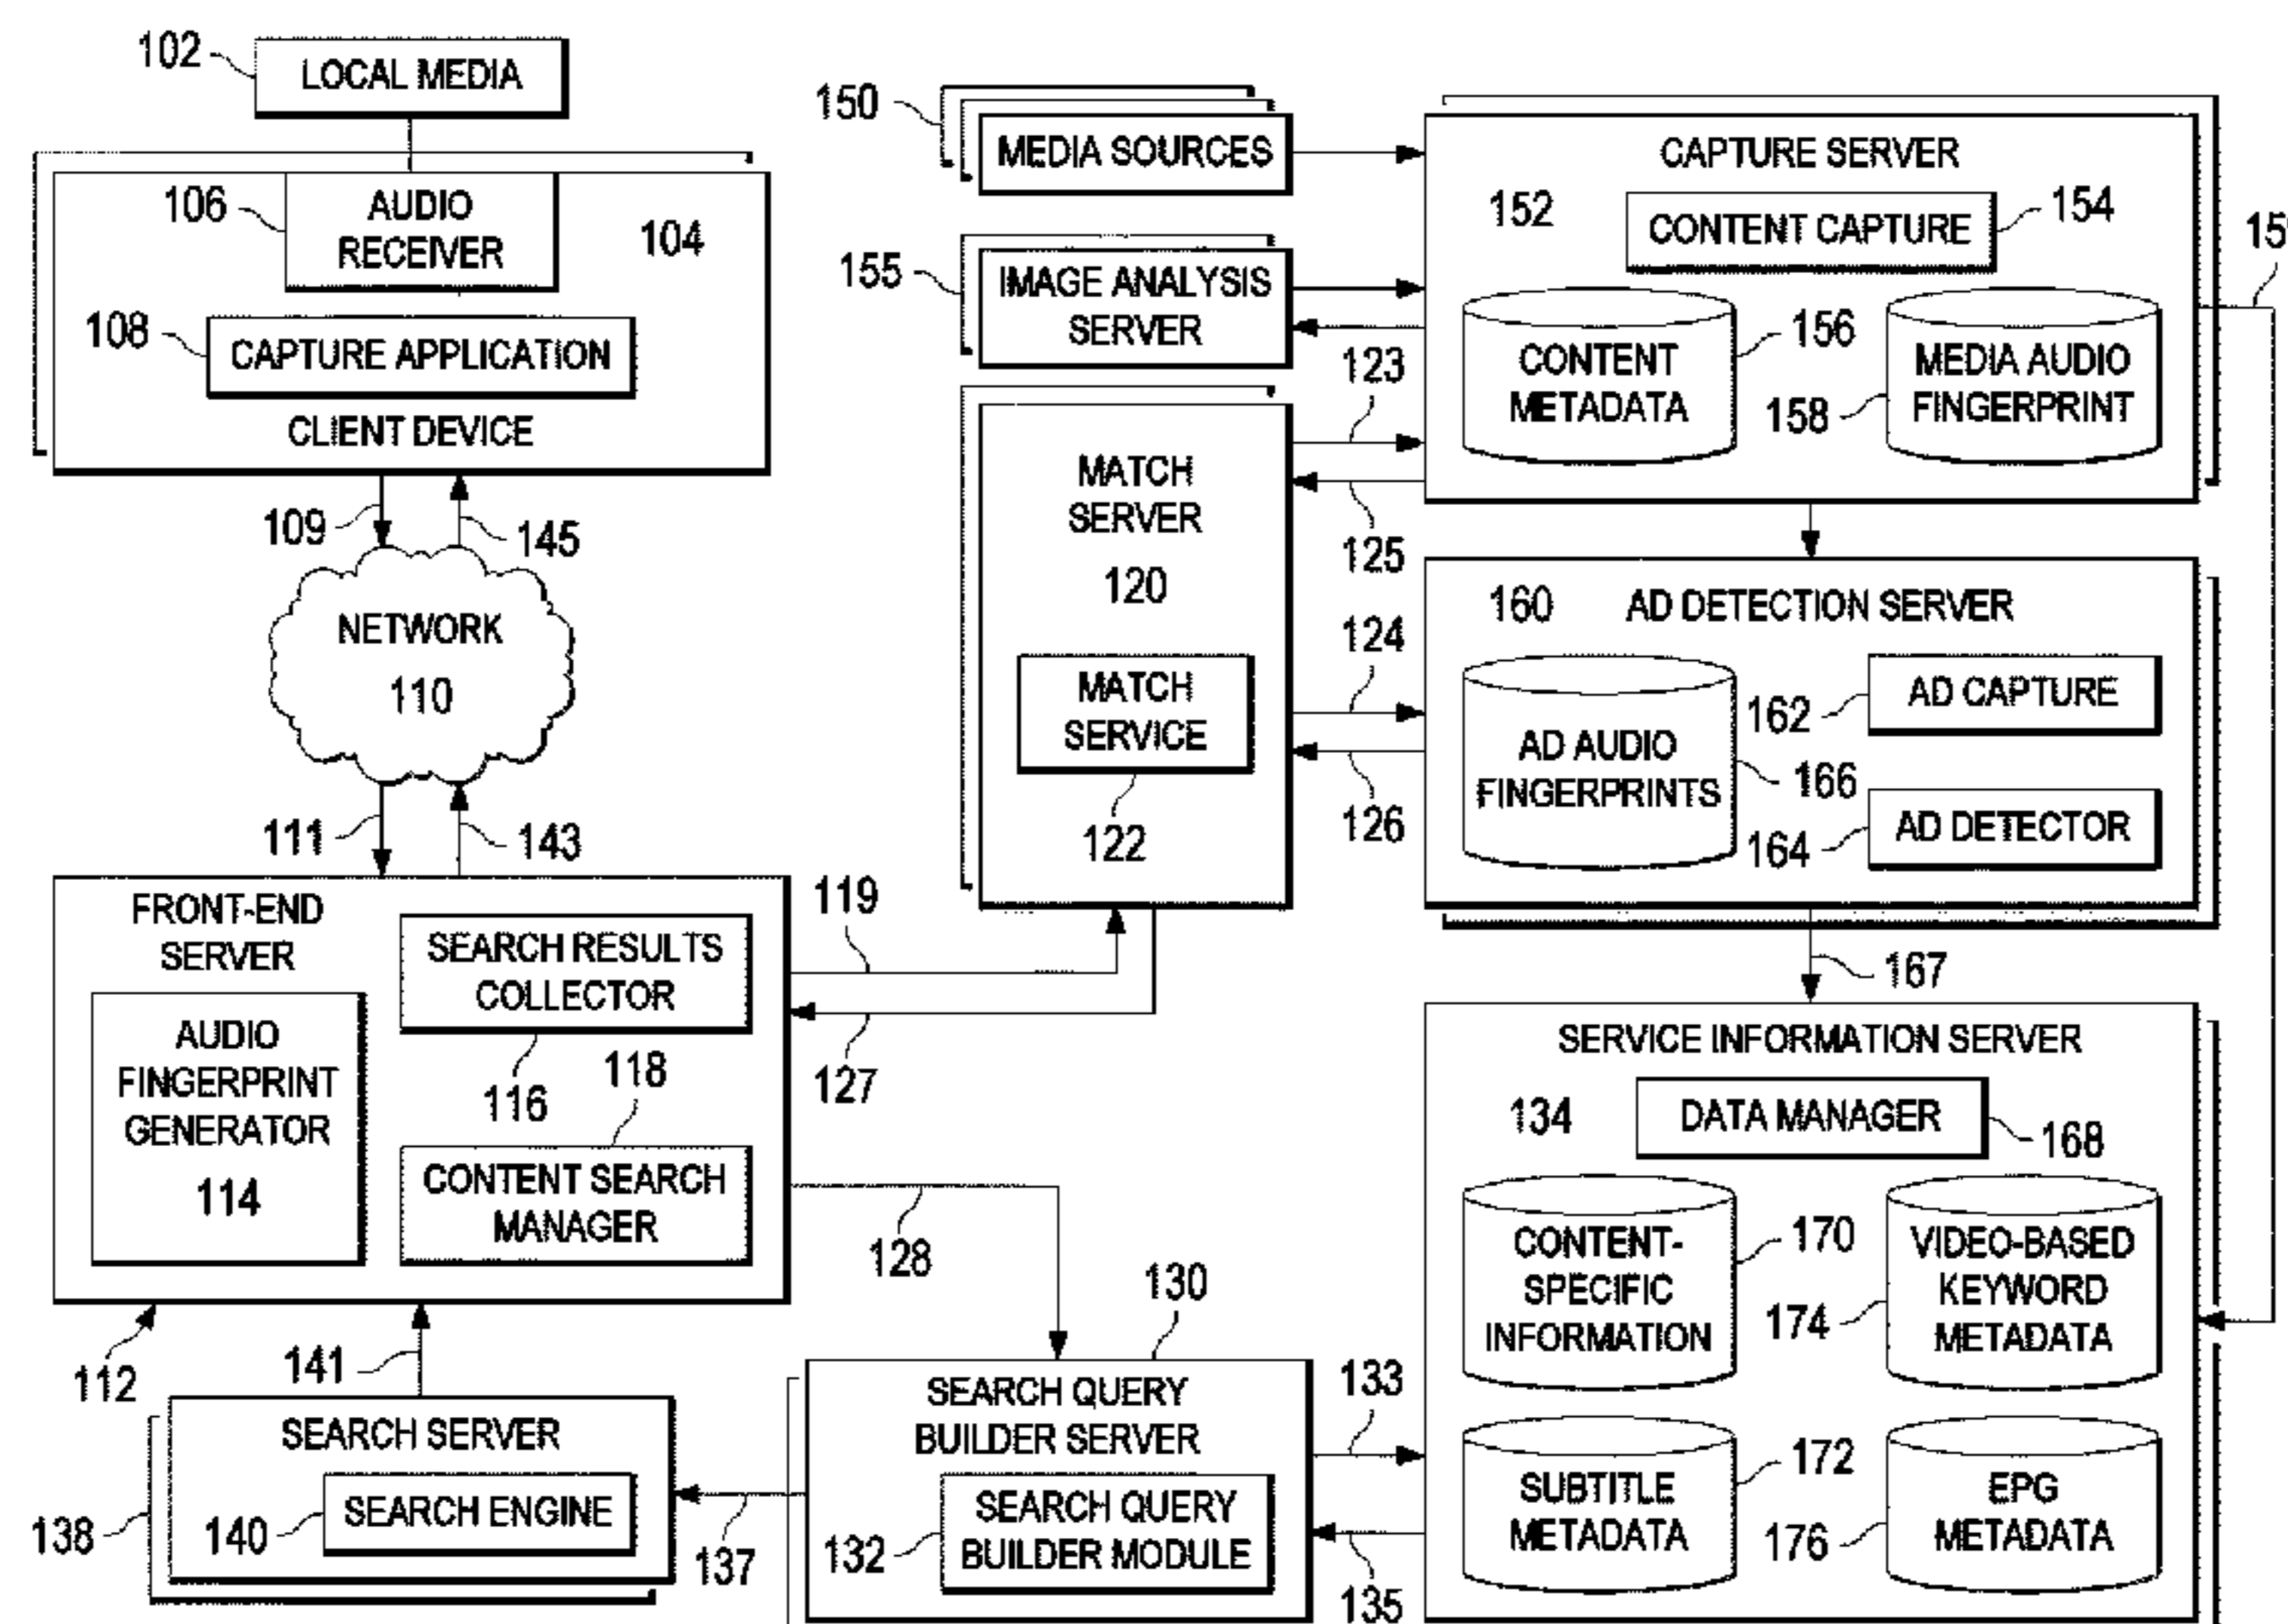 102
LOCAL MEDIA
106
AUDIO
RECEIVER
104
108
CAPTURE APPLICATION
CLIENT DEVICE
109
145
NETWORK
110
111
143
FRONT-END
SERVER
SEARCH RESULTS
COLLECTOR
116
AUDIO
FINGERPRINT
GENERATOR
114
118
CONTENT SEARCH
MANAGER
112
141
119
127
128
SEARCH SERVER
138
140
SEARCH ENGINE
137
130
SEARCH QUERY
BUILDER SERVER
132
SEARCH QUERY
BUILDER MODULE
133
135
150
MEDIA SOURCES
155
IMAGE ANALYSIS
SERVER
123
125
MATCH
SERVER
120
MATCH
SERVICE
122
124
126
CAPTURE SERVER
152
CONTENT CAPTURE
154
CONTENT
METADATA
156
MEDIA AUDIO
FINGERPRINT
158
160
AD DETECTION SERVER
AD AUDIO
FINGERPRINTS
166
162
AD CAPTURE
164
AD DETECTOR
167
SERVICE INFORMATION SERVER
134
DATA MANAGER
168
CONTENT-
SPECIFIC
INFORMATION
170
VIDEO-BASED
KEYWORD
METADATA
174
SUBTITLE
METADATA
172
EPG
METADATA
176